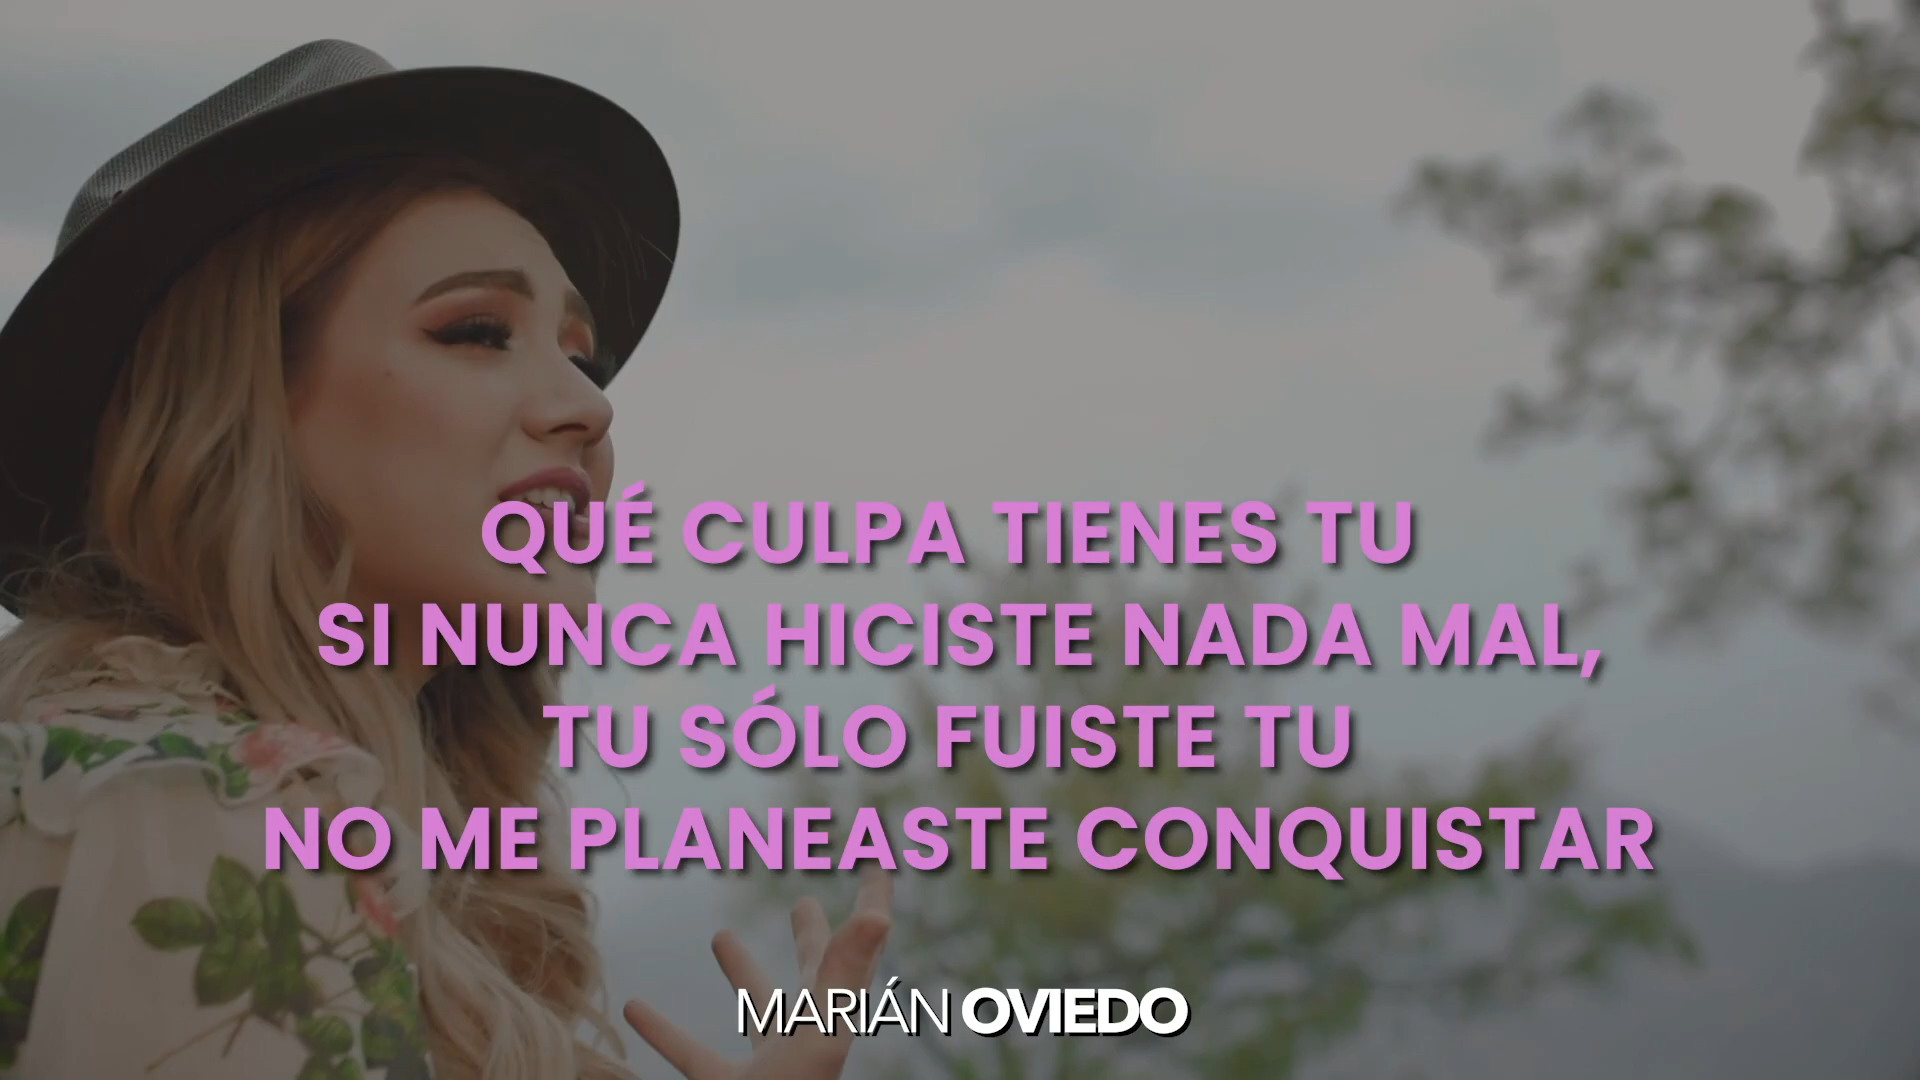 QUÉ CULPA TIENES TU
SI NUNCA HICISTE NADA MAL,
TU SÓLO FUISTE TU
NO ME PLANEASTE CONQUISTAR
MARIÁN OVIEDO